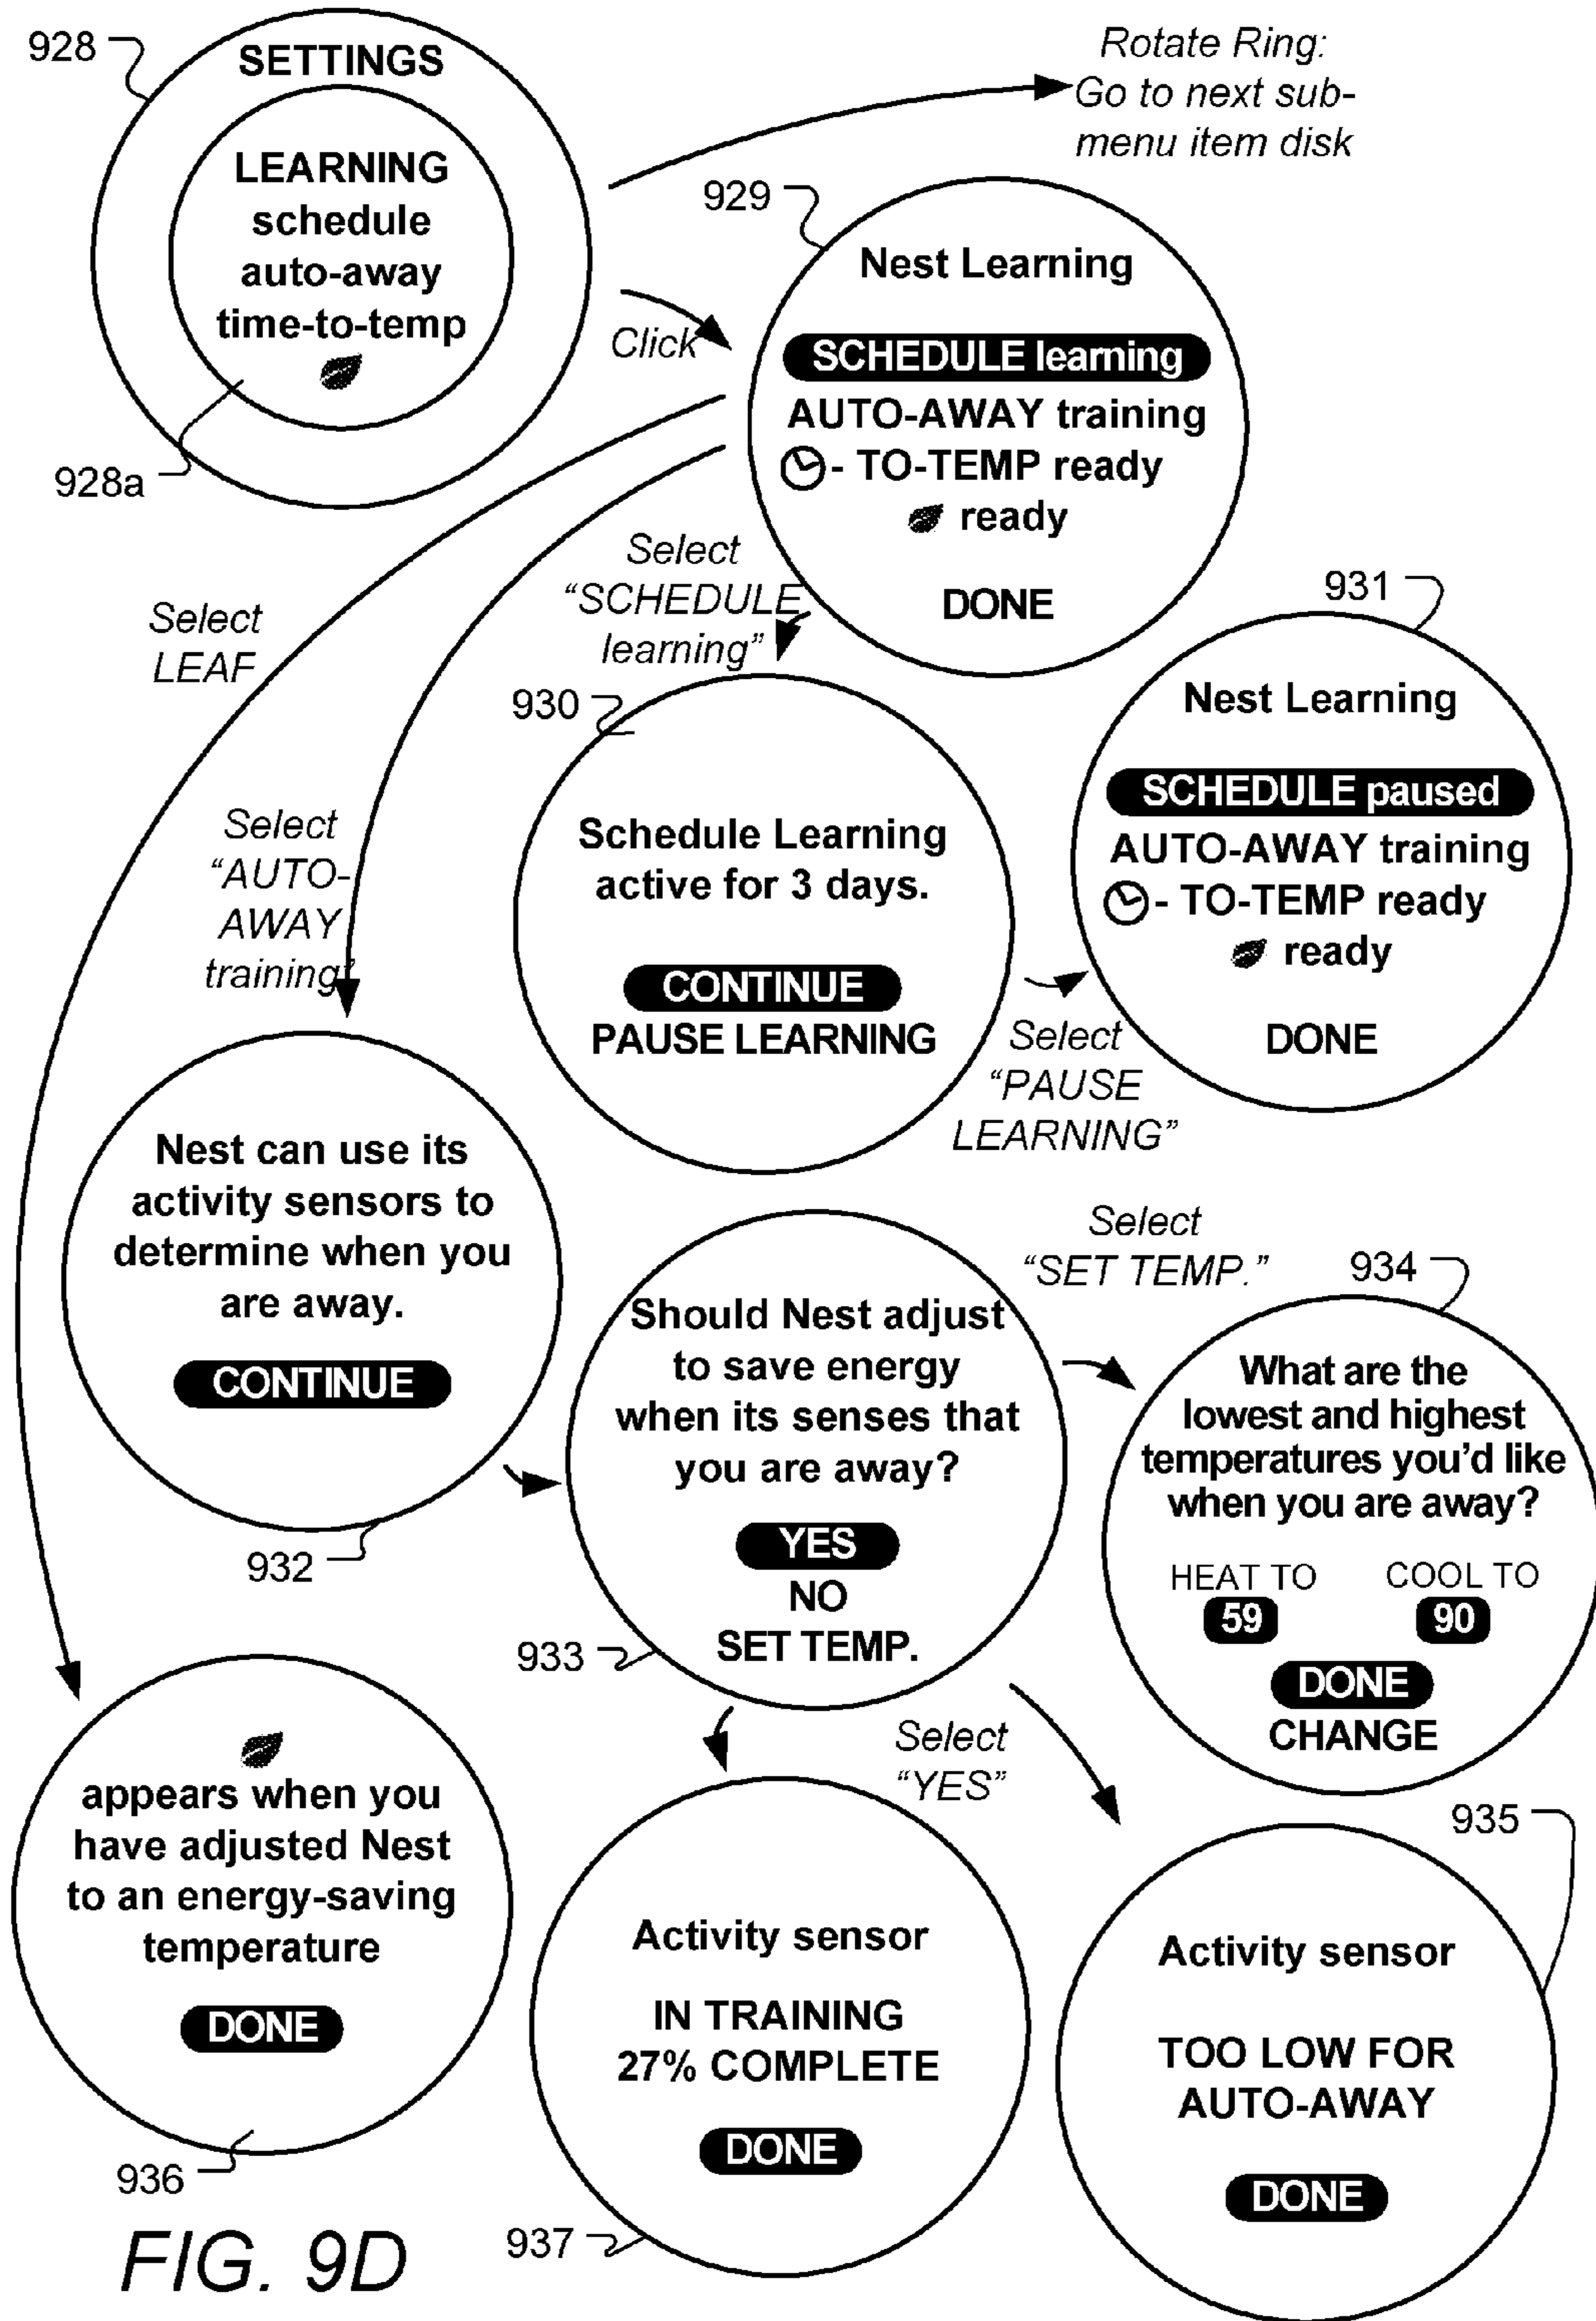 928
SETTINGS
LEARNING
schedule
auto-away
time-to-temp
928a
Rotate Ring:
Go to next sub-
menu item disk
Click
929
Nest Learning
SCHEDULE learning
AUTO-AWAY training
- TO-TEMP ready
ready
DONE
Select
LEAF
Select
“SCHEDULE
learning”
Select
“AUTO-
AWAY
training”
930
Schedule Learning
active for 3 days.
CONTINUE
PAUSE LEARNING
Select
“PAUSE
LEARNING”
931
Nest Learning
SCHEDULE paused
AUTO-AWAY training
- TO-TEMP ready
ready
DONE
Nest can use its
activity sensors to
determine when you
are away.
CONTINUE
932
Should Nest adjust
to save energy
when its senses that
you are away?
YES
NO
SET TEMP.
933
Select
“SET TEMP.”
934
What are the
lowest and highest
temperatures you’d like
when you are away?
HEAT TO COOL TO
59 90
DONE
CHANGE
Select
“YES”
appears when you
have adjusted Nest
to an energy-saving
temperature
DONE
936
Activity sensor
IN TRAINING
27% COMPLETE
DONE
937
935
Activity sensor
TOO LOW FOR
AUTO-AWAY
DONE
FIG. 9D